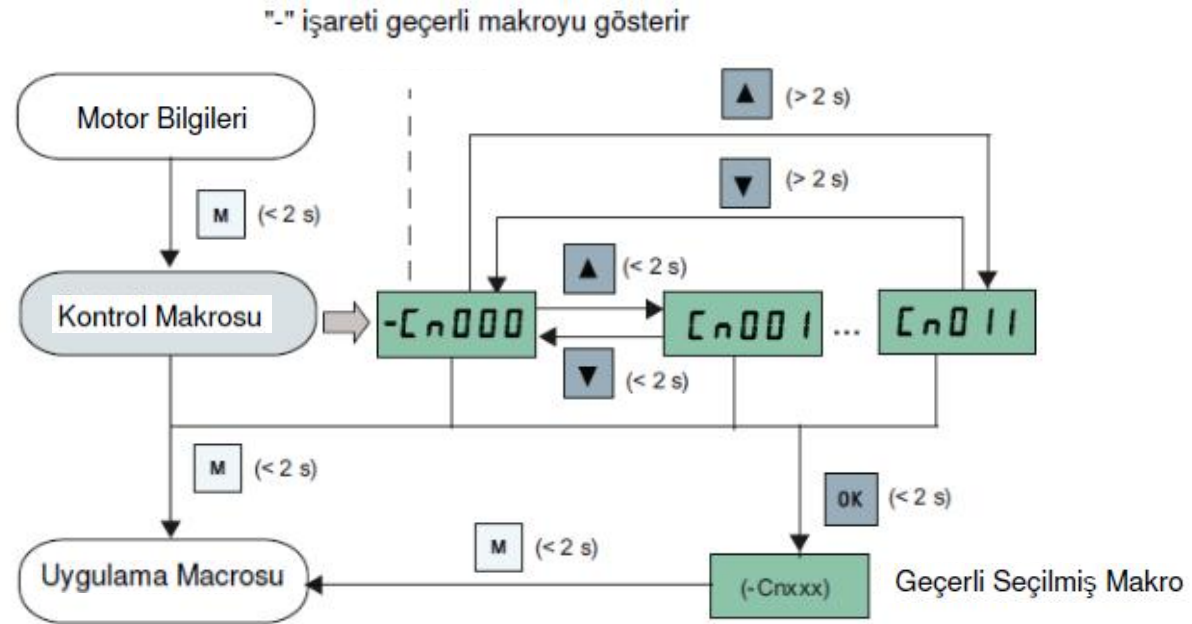 "-" işareti geçerli makroyu gösterir
▲ (> 2 s)
Motor Bilgileri
▼ (> 2 s)
M (< 2 s)
▲ (< 2 s)
Kontrol Makrosu
-Cn000
Cn001
...
Cn011
▼ (< 2 s)
M (< 2 s)
OK (< 2 s)
M (< 2 s)
Uygulama Macrosu
(-Cnxxx)
Geçerli Seçilmiş Makro